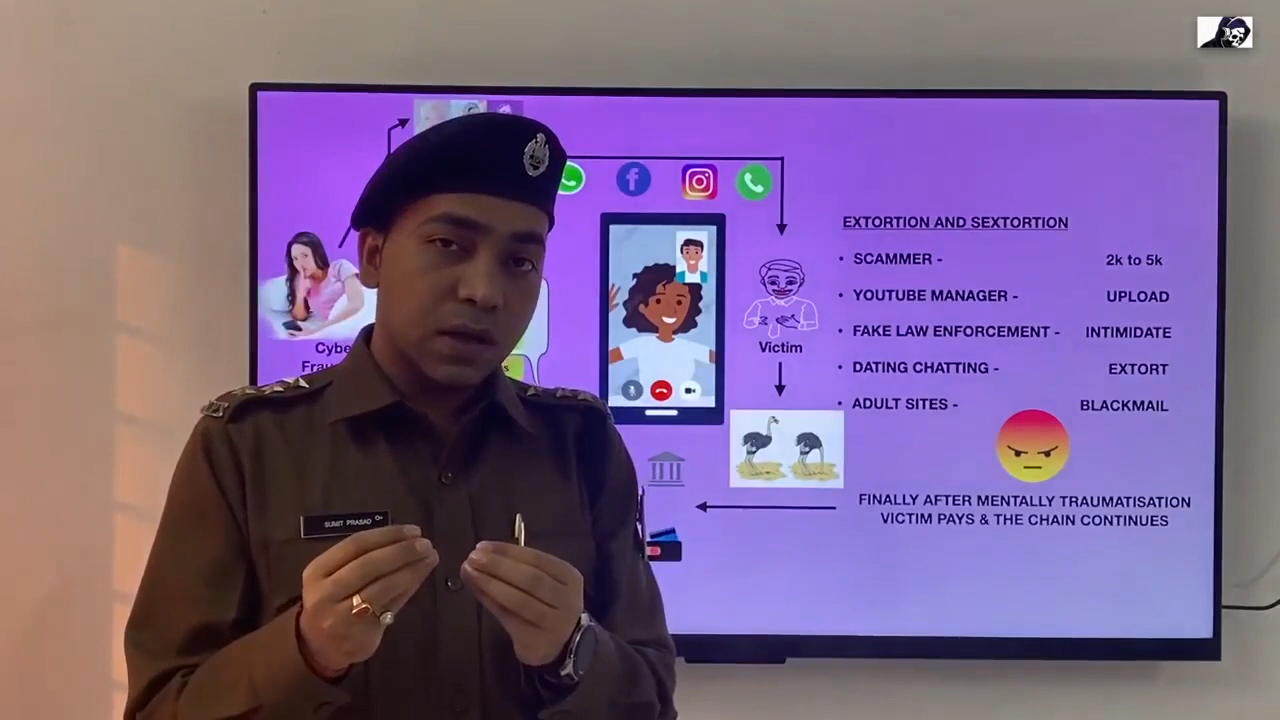 EXTORTION AND SEXTORTION
• SCAMMER - 2k to 5k
• YOUTUBE MANAGER - UPLOAD
• FAKE LAW ENFORCEMENT - INTIMIDATE
• DATING CHATTING - EXTORT
• ADULT SITES - BLACKMAIL
Victim
FINALLY AFTER MENTALLY TRAUMATISATION
VICTIM PAYS & THE CHAIN CONTINUES
SUMIT PRASAD